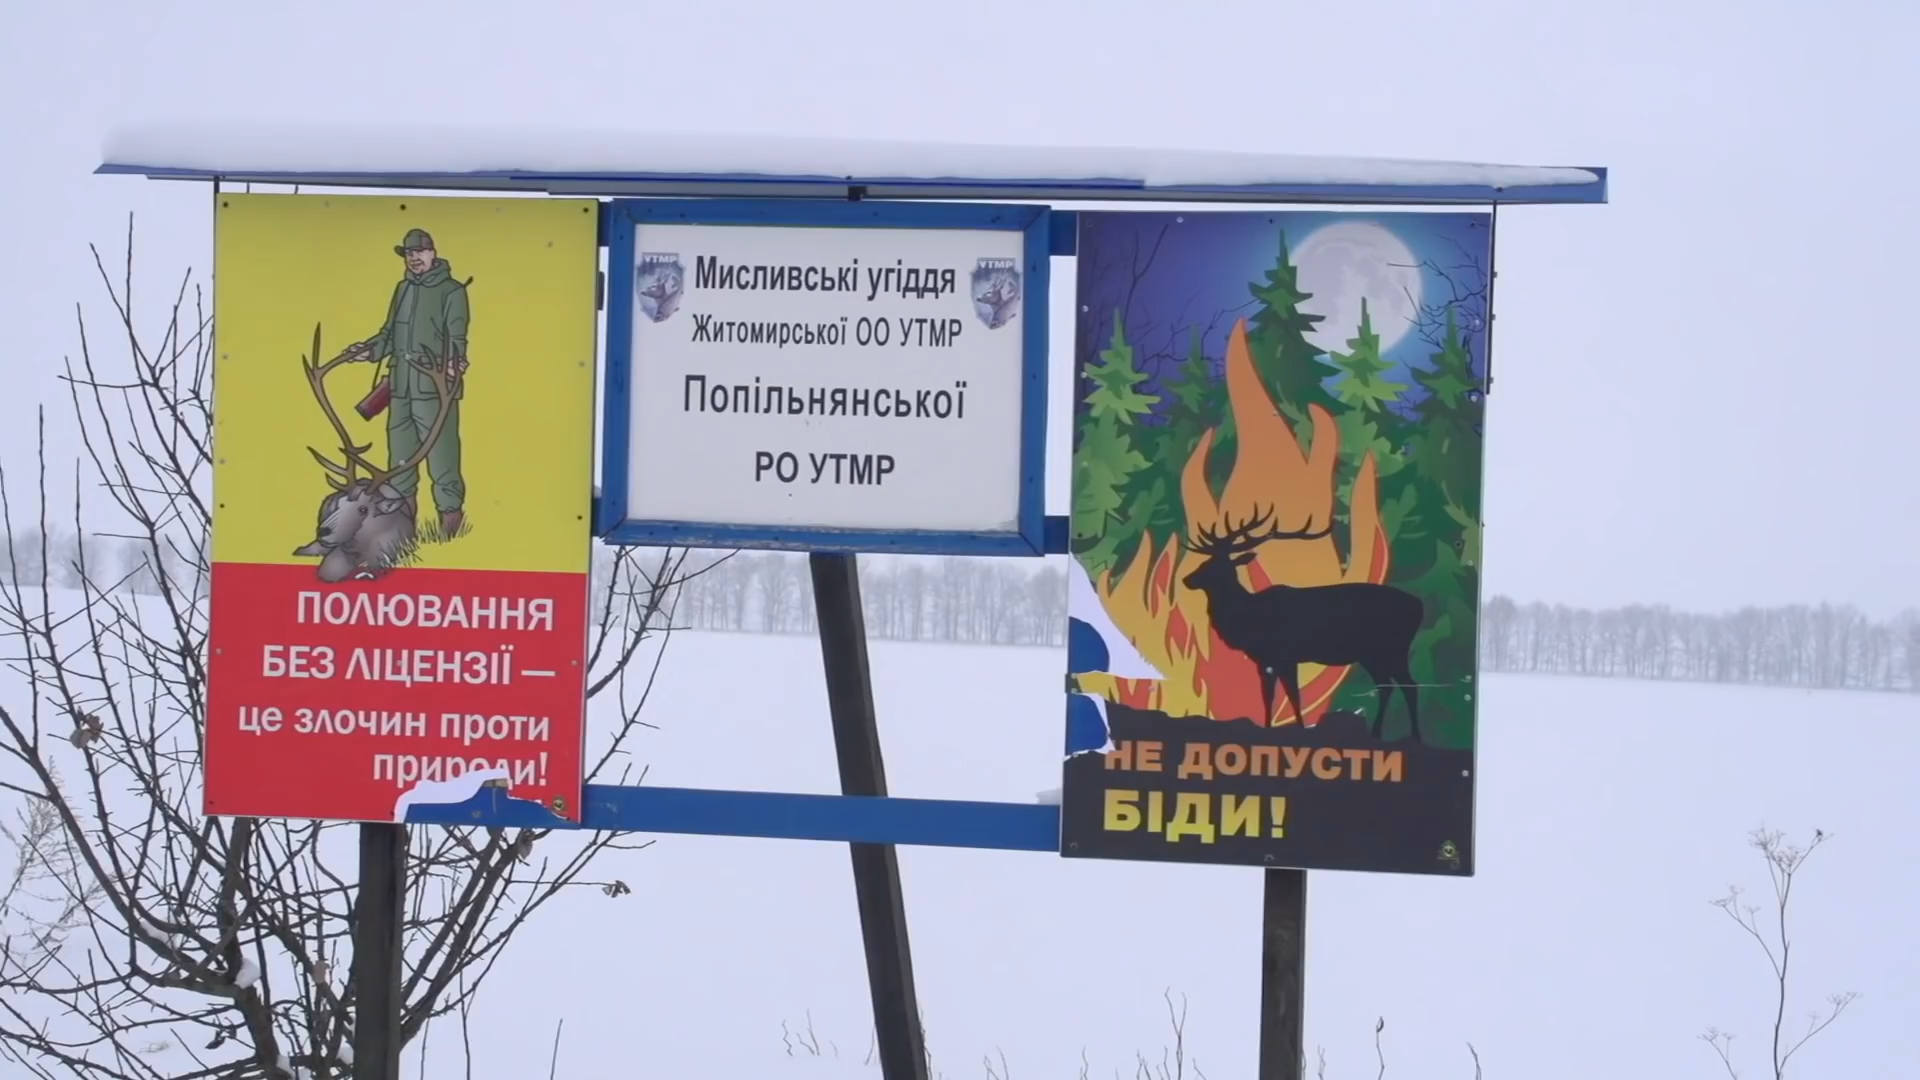 ПОЛЮВАННЯ
БЕЗ ЛІЦЕНЗІЇ —
це злочин проти
природи!
УТМР
УТМР
Мисливські угіддя
Житомирської ОО УТМР
Попільнянської
РО УТМР
НЕ ДОПУСТИ
БІДИ!